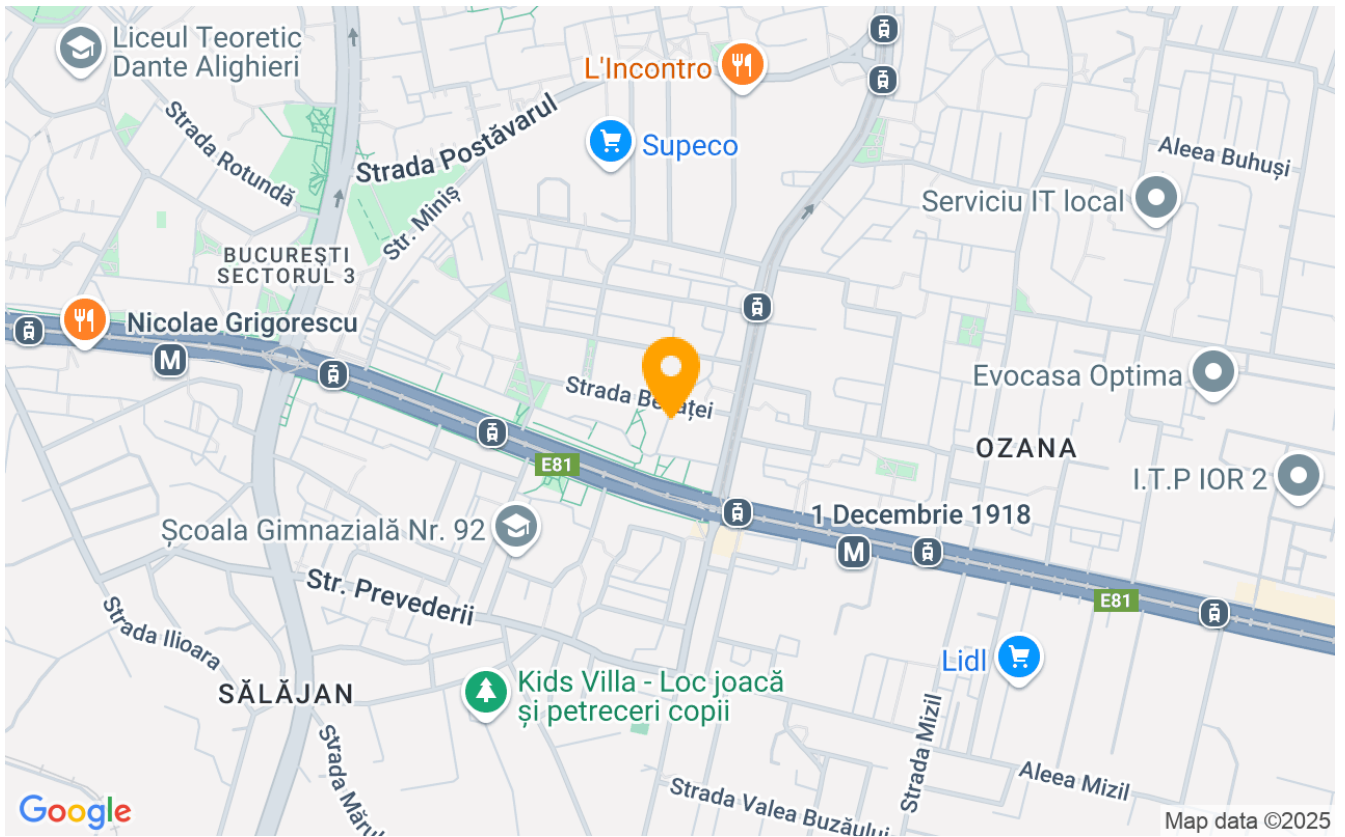 Liceul Teoretic
Dante Alighieri
L'Incontro
Strada Postăvarul
Supeco
Strada Rotundă
Aleea Buhuși
Str. Miniș
Serviciu IT local
BUCUREȘTI
SECTORUL 3
Nicolae Grigorescu
M
Strada
Evocasa Optima
OZANA
E81
I.T.P IOR 2
Școala Gimnazială Nr. 92
1 Decembrie 1918
M
Str. Prevederii
E81
Strada Ilioara
Lidl
SĂLĂJAN
Kids Villa - Loc joacă
și petreceri copii
Strada Mizil
Strada
Aleea Mizil
Strada Valea Buzăului
Google
Map data ©2025